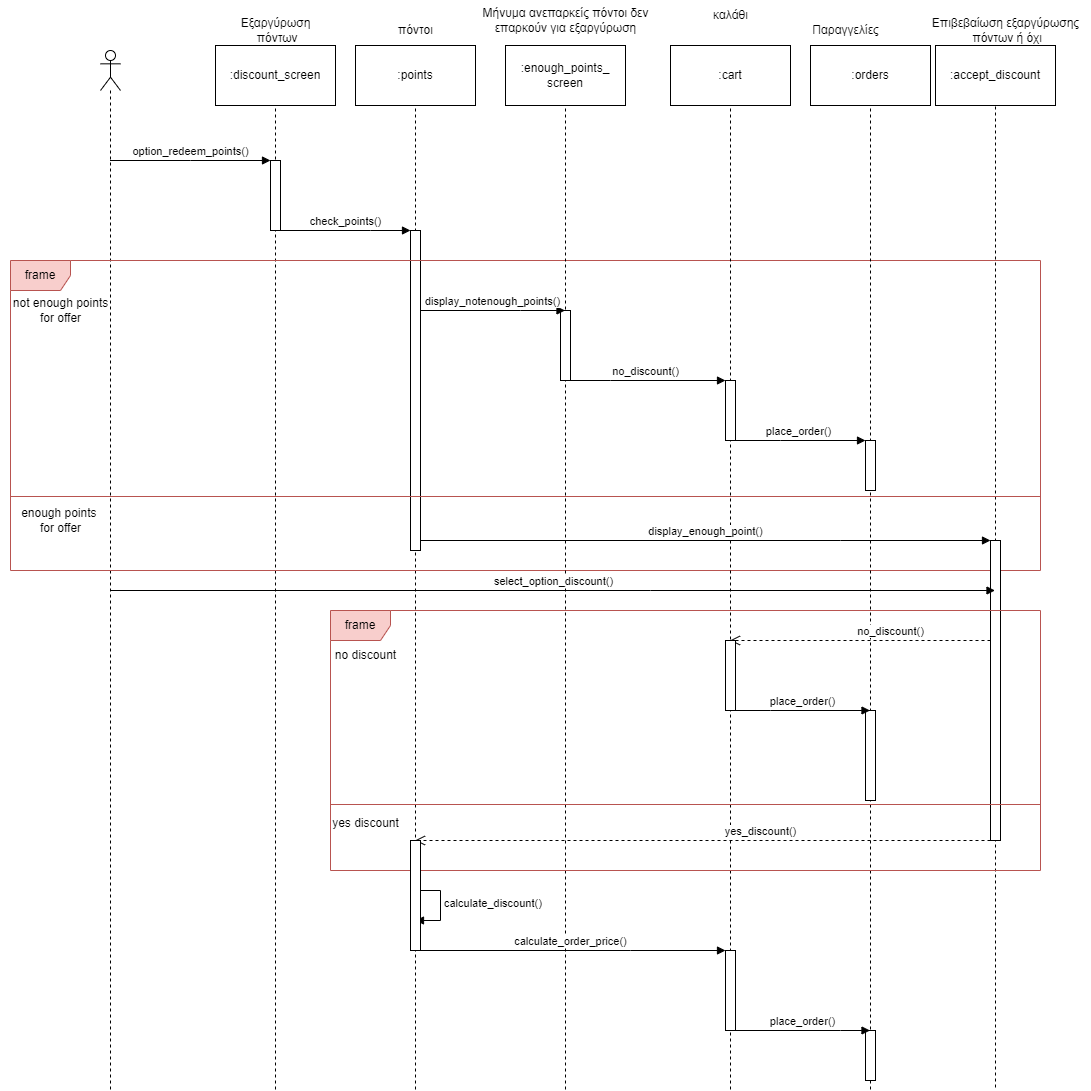 Εξαργύρωση
πόντων
πόντοι
Μήνυμα ανεπαρκείς πόντοι δεν
επαρκούν για εξαργύρωση
καλάθι
Παραγγελίες
Επιβεβαίωση εξαργύρωσης
πόντων ή όχι
:discount_screen
:points
:enough_points_
screen
:cart
:orders
:accept_discount
option_redeem_points()
check_points()
frame
not enough points
for offer
display_notenough_points()
no_discount()
place_order()
enough points
for offer
display_enough_point()
select_option_discount()
frame
no_discount()
no discount
place_order()
yes discount
yes_discount()
calculate_discount()
calculate_order_price()
place_order()